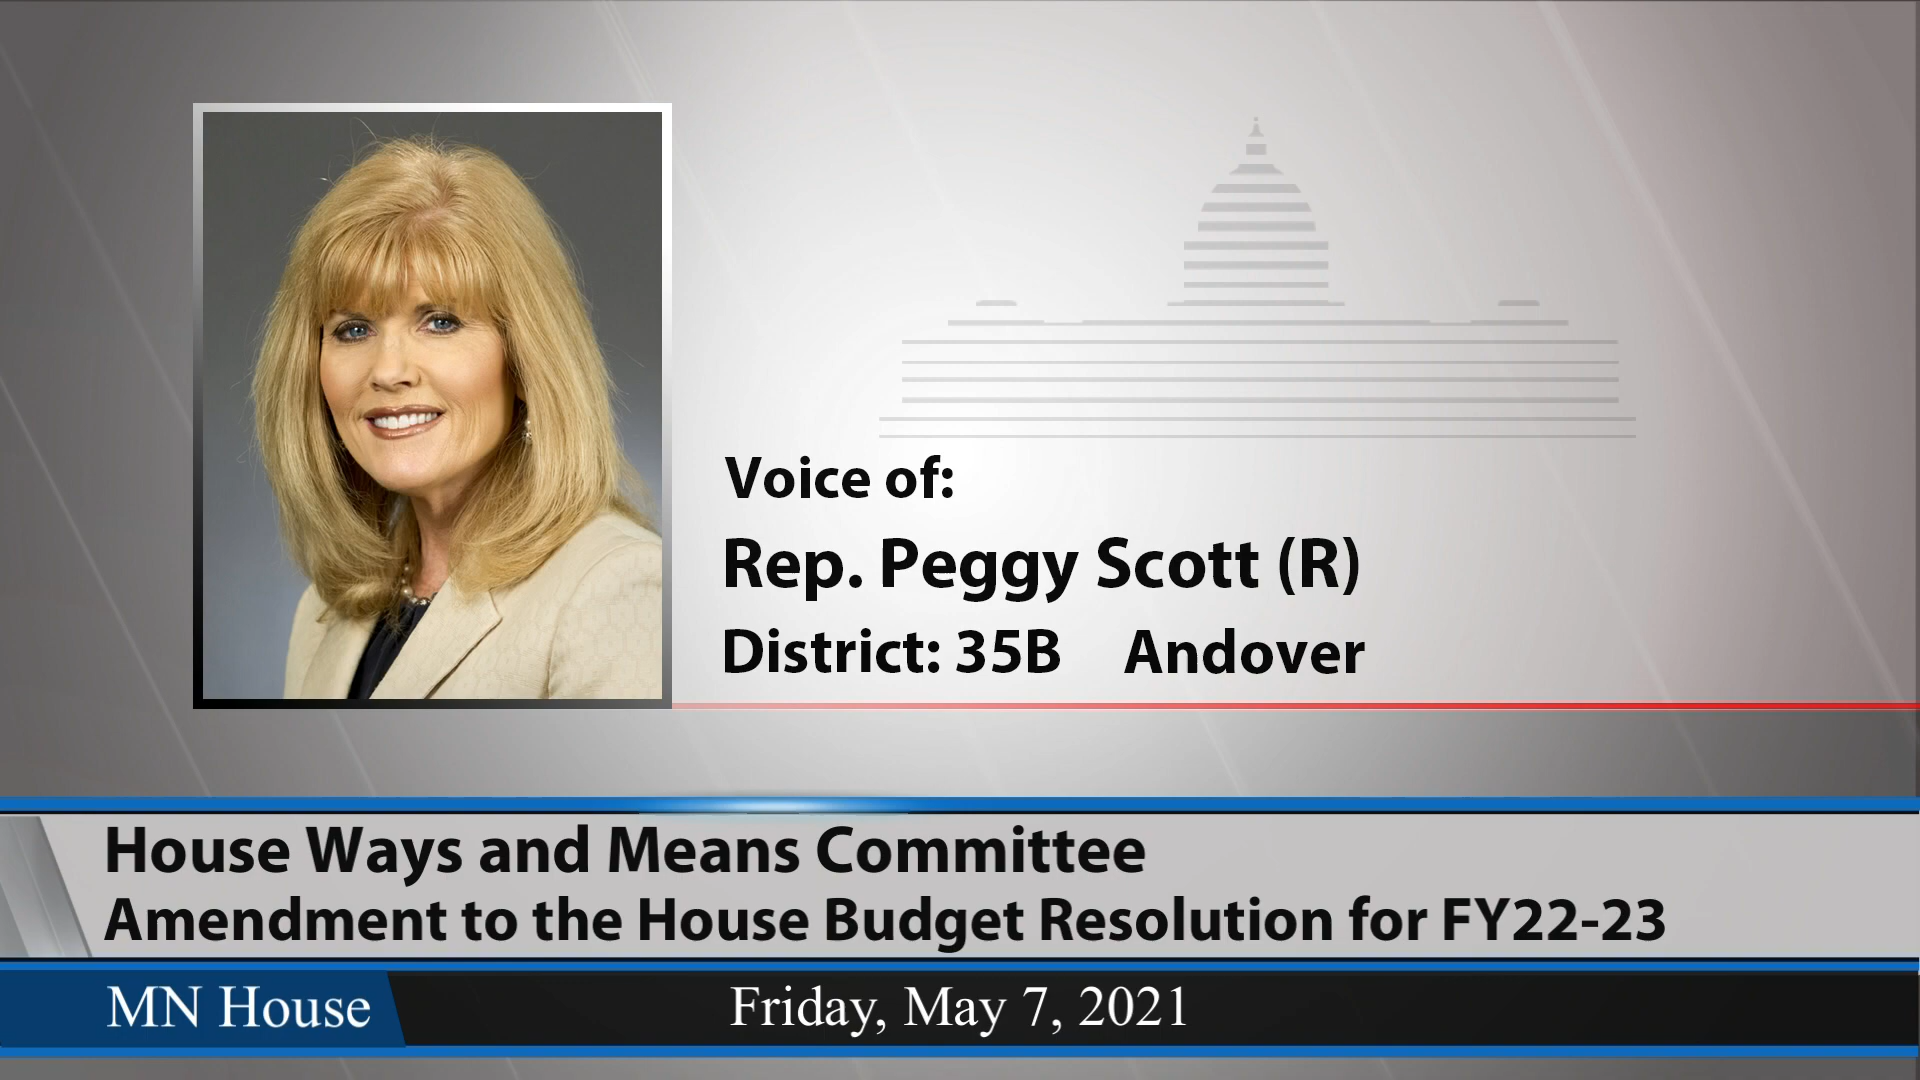 Voice of:
Rep. Peggy Scott (R)
District: 35B Andover
House Ways and Means Committee
Amendment to the House Budget Resolution for FY22-23
MN House Friday, May 7, 2021